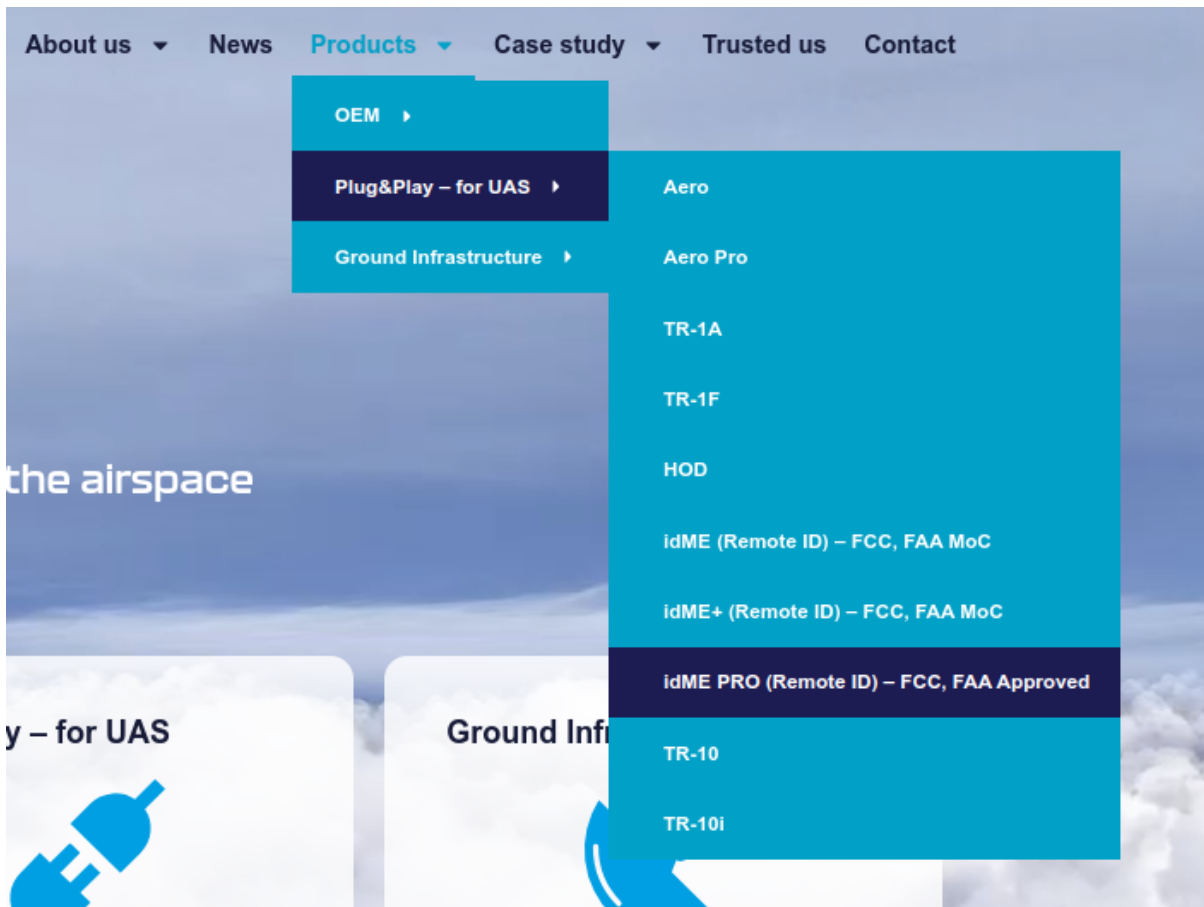 About us News Products Case study Trusted us Contact
OEM
Plug&Play – for UAS
Ground Infrastructure
Aero
Aero Pro
TR-1A
TR-1F
HOD
idME (Remote ID) – FCC, FAA MoC
idME+ (Remote ID) – FCC, FAA MoC
idME PRO (Remote ID) – FCC, FAA Approved
TR-10
TR-10i
the airspace
y – for UAS
Ground Infr